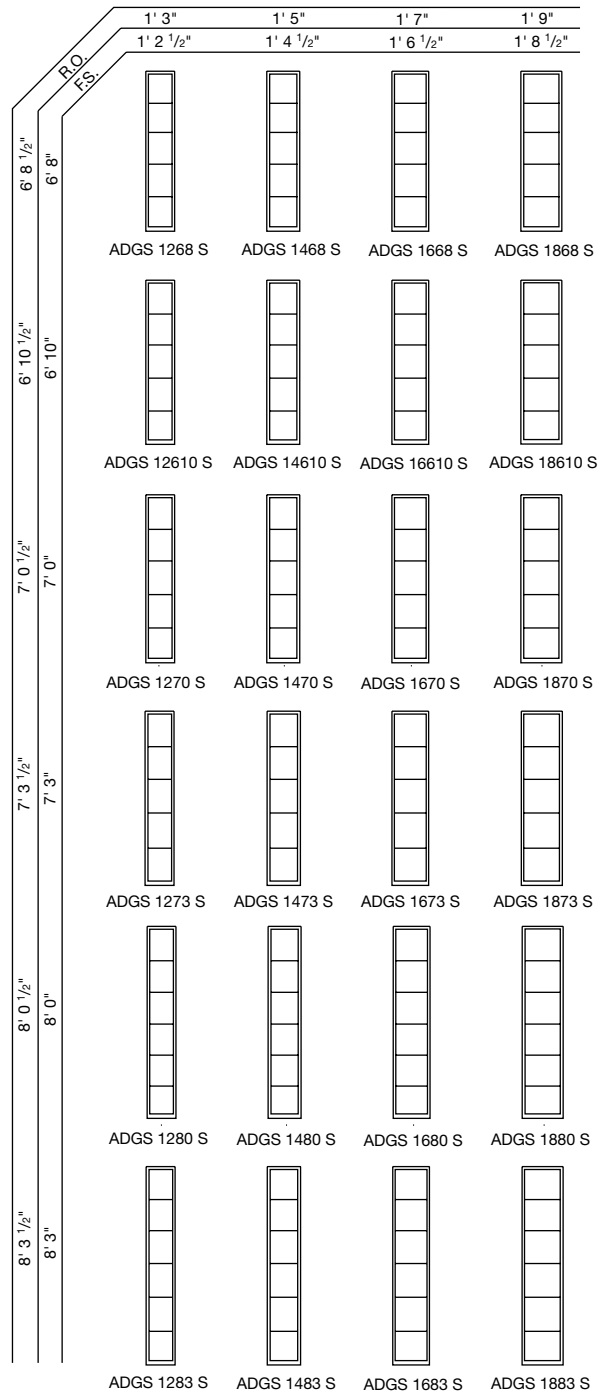 1' 3" 1' 5" 1' 7" 1' 9"
1' 2 1/2" 1' 4 1/2" 1' 6 1/2" 1' 8 1/2"
R.O.
F.S.
6' 8 1/2" 6' 8"
ADGS 1268 S ADGS 1468 S ADGS 1668 S ADGS 1868 S
6' 10 1/2" 6' 10"
ADGS 12610 S ADGS 14610 S ADGS 16610 S ADGS 18610 S
7' 0 1/2" 7' 0"
ADGS 1270 S ADGS 1470 S ADGS 1670 S ADGS 1870 S
7' 3 1/2" 7' 3"
ADGS 1273 S ADGS 1473 S ADGS 1673 S ADGS 1873 S
8' 0 1/2" 8' 0"
ADGS 1280 S ADGS 1480 S ADGS 1680 S ADGS 1880 S
8' 3 1/2" 8' 3"
ADGS 1283 S ADGS 1483 S ADGS 1683 S ADGS 1883 S